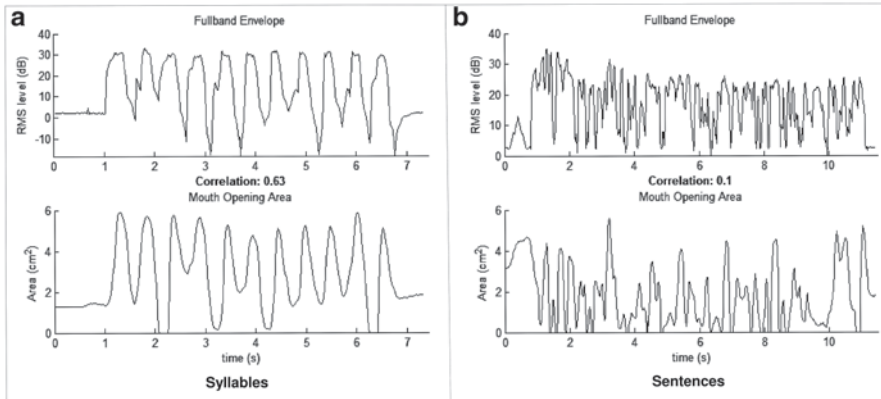 a
Fullband Envelope
RMS level (dB)
40
30
20
10
0
-10
0 1 2 3 4 5 6 7
Correlation: 0.63
Mouth Opening Area
Area (cm²)
6
4
2
0
0 1 2 3 4 5 6 7
time (s)
Syllables
b
Fullband Envelope
RMS level (dB)
40
30
20
10
0
0 2 4 6 8 10
Correlation: 0.1
Mouth Opening Area
Area (cm²)
6
4
2
0
0 2 4 6 8 10
time (s)
Sentences